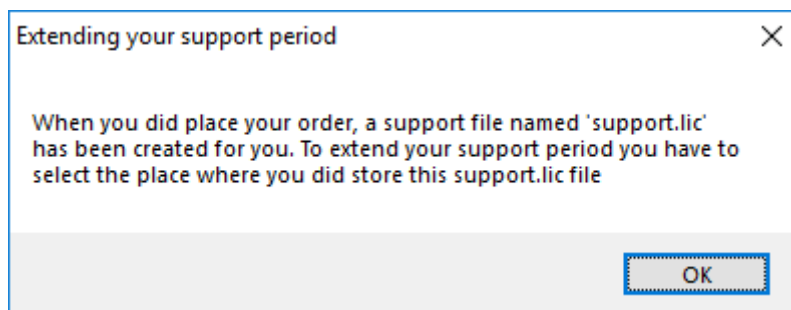 Extending your support period
When you did place your order, a support file named 'support.lic'
has been created for you. To extend your support period you have to
select the place where you did store this support.lic file
OK